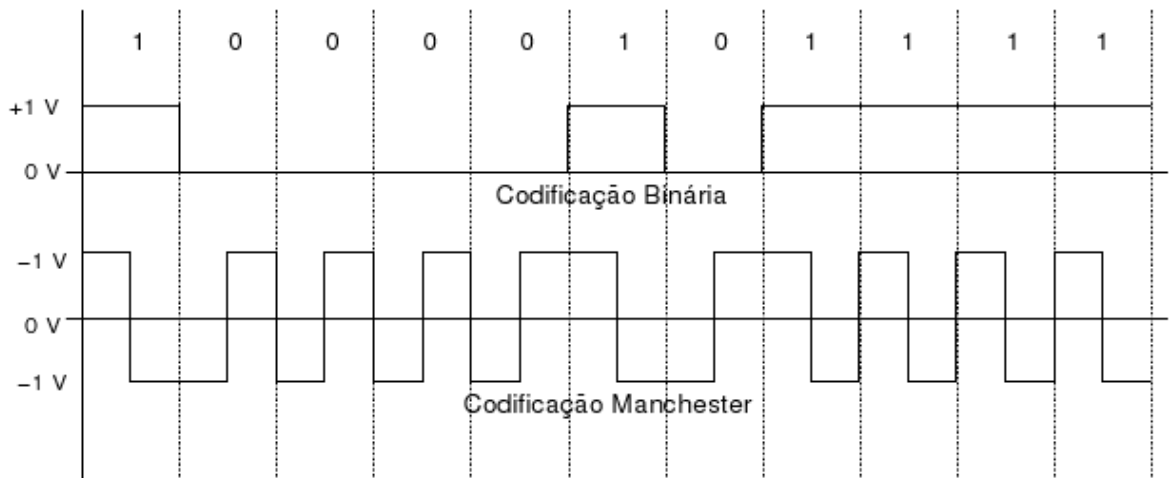 1 0 0 0 0 1 0 1 1 1 1
+1 V
0 V
Codificação Binária
−1 V
0 V
−1 V
Codificação Manchester